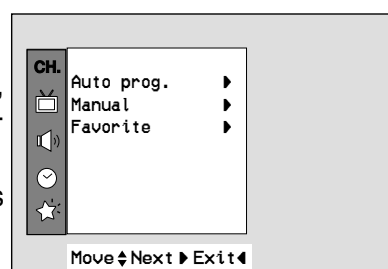 CH.
Auto prog. ▶
Manual ▶
Favorite ▶
Move ▲▼ Next ▶ Exit ◀